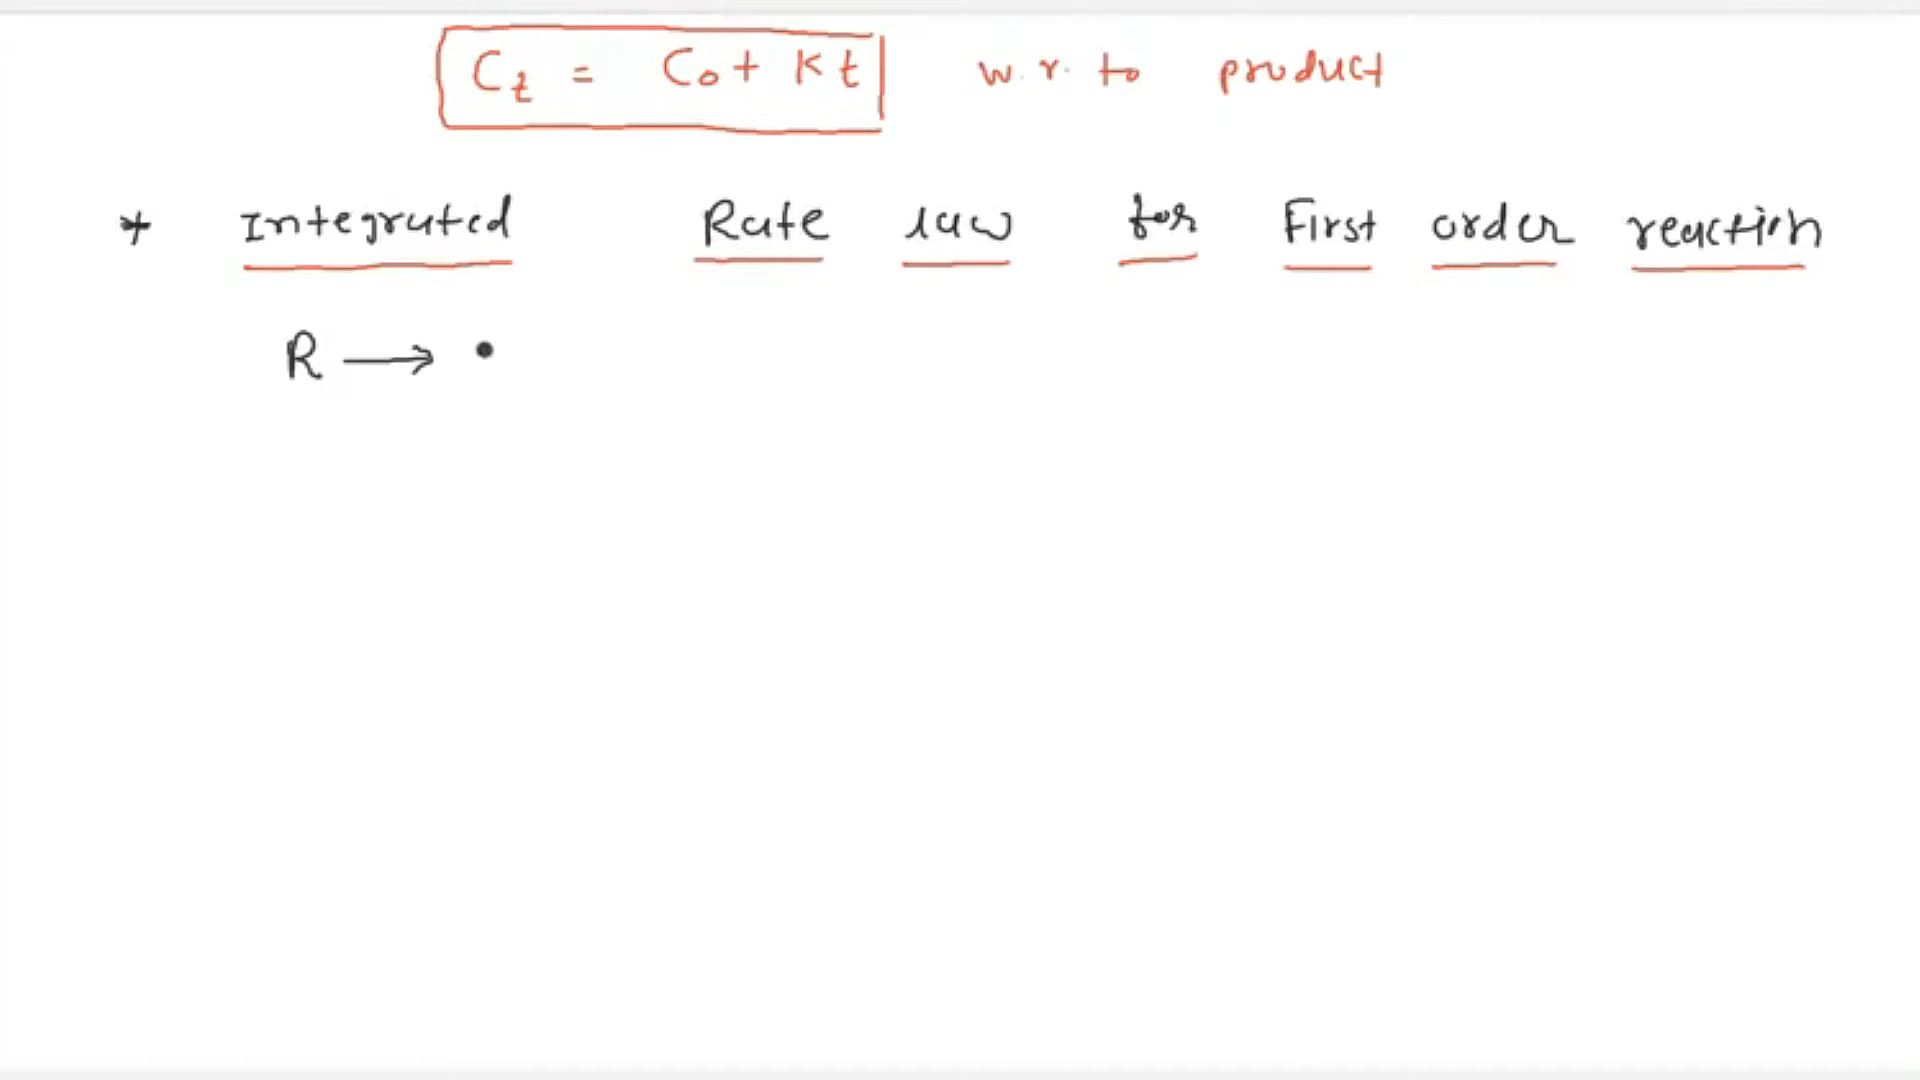 Ct = Co + Kt w.r. to product
* Integrated Rate law for First order reaction
R →